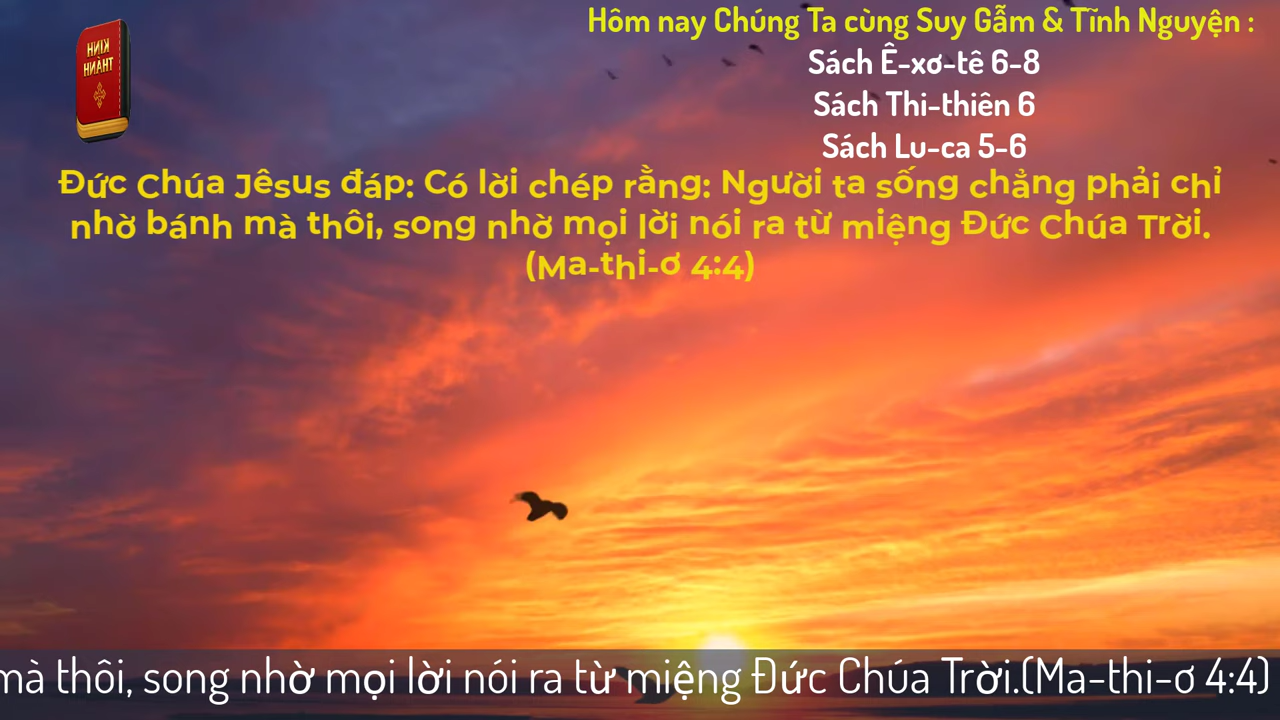 Hôm nay Chúng Ta cùng Suy Gẫm & Tĩnh Nguyện :
Sách Ê-xơ-tê 6-8
Sách Thi-thiên 6
Sách Lu-ca 5-6
KINH
THÁNH
Đức Chúa Jêsus đáp: Có lời chép rằng: Người ta sống chẳng phải chỉ
nhờ bánh mà thôi, song nhờ mọi lời nói ra từ miệng Đức Chúa Trời.
(Ma-thi-ơ 4:4)
mà thôi, song nhờ mọi lời nói ra từ miệng Đức Chúa Trời.(Ma-thi-ơ 4:4)